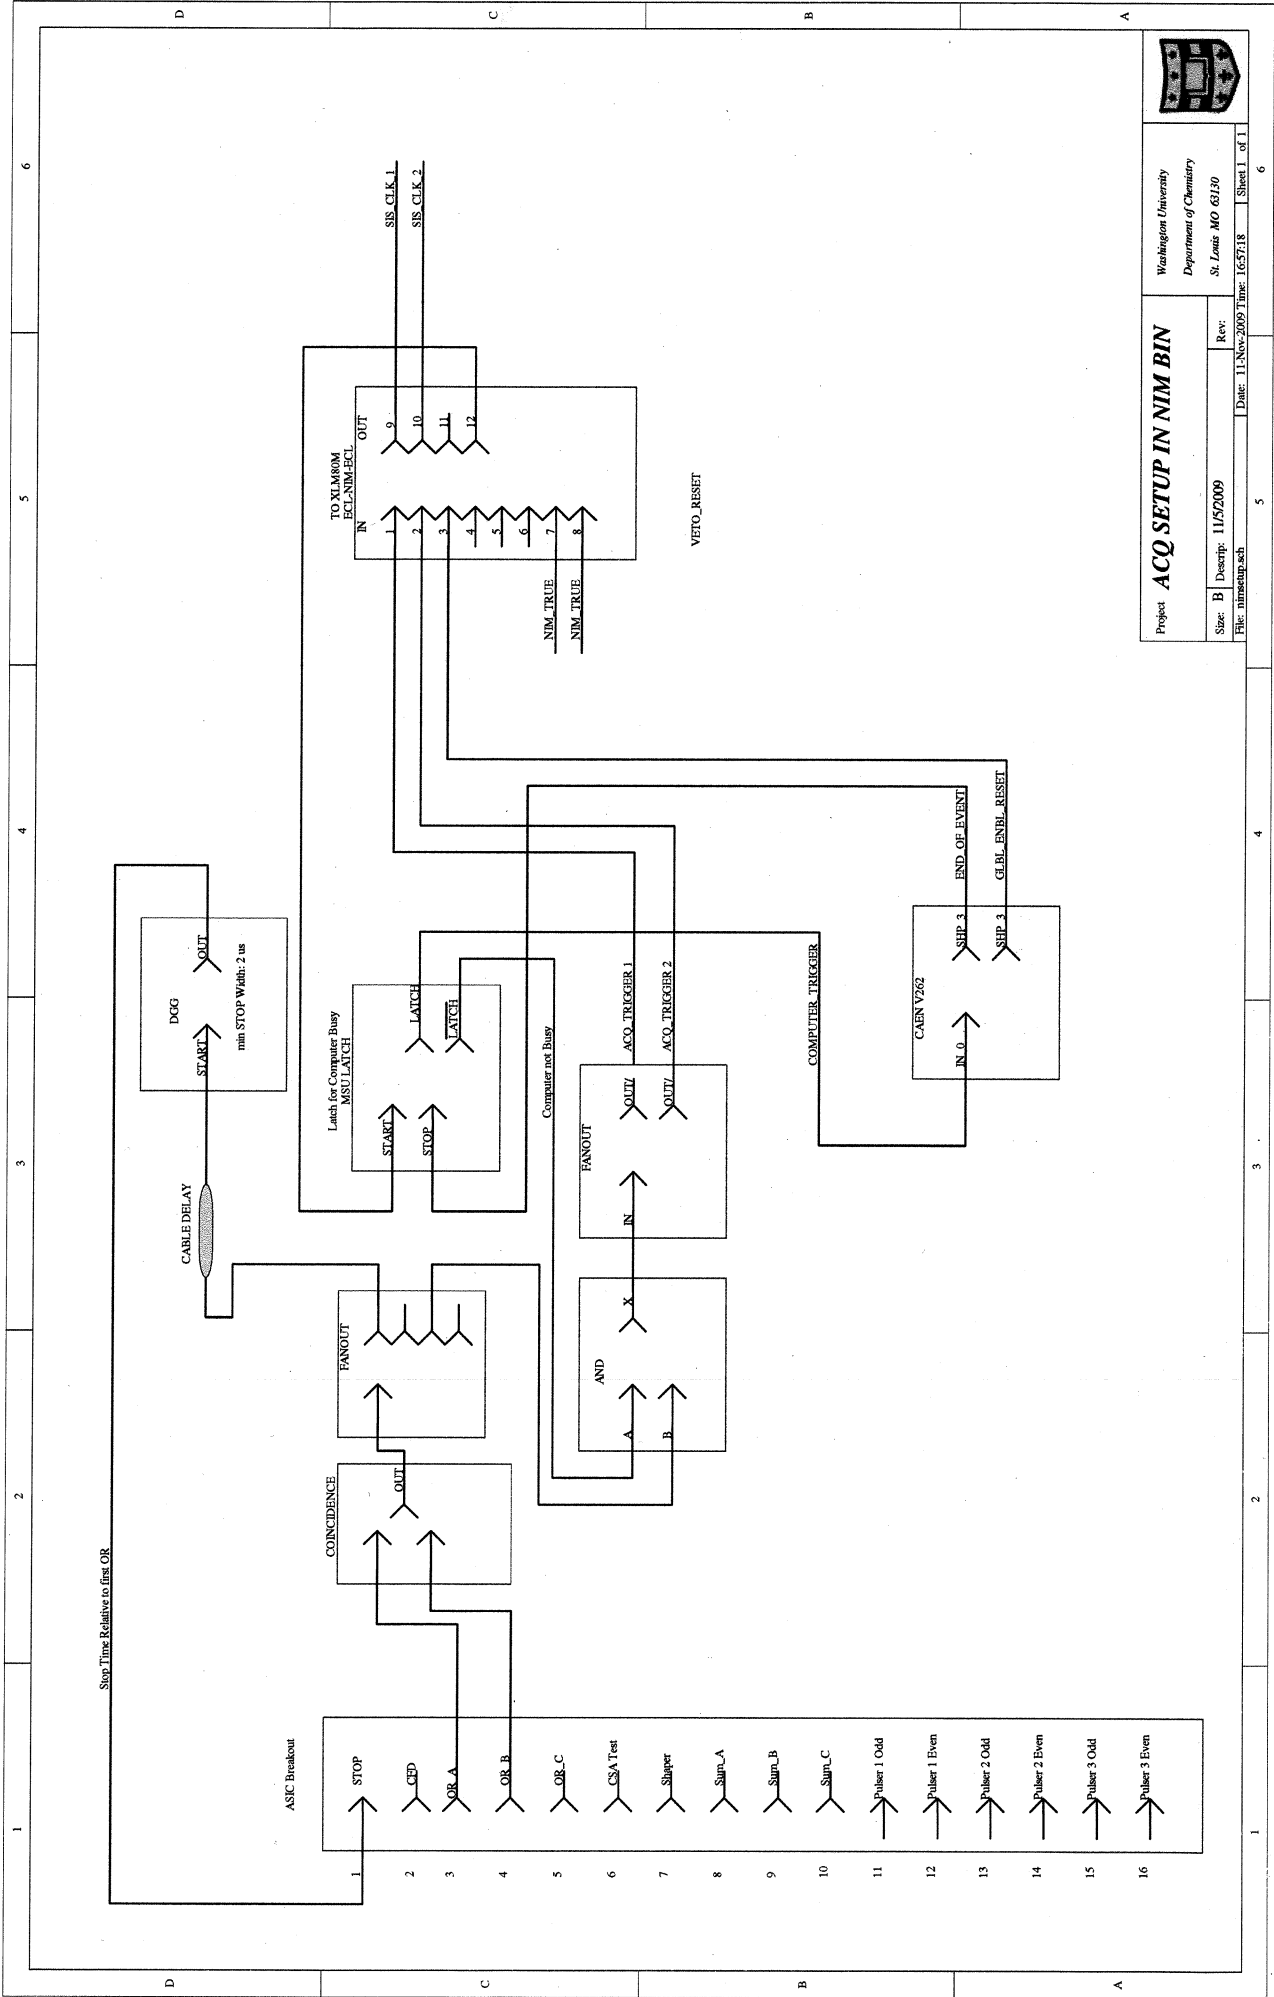 1
2
3
4
5
6
D
C
B
A
Stop Time Relative to first OR
CABLE DELAY
DGG
START
OUT
min STOP Width: 2 us
ASIC Breakout
1
STOP
2
CFD
3
OR_A
4
OR_B
5
OR_C
6
CSA Test
7
Shaper
8
Sum_A
9
Sum_B
10
Sum_C
11
Pulser 1 Odd
12
Pulser 1 Even
13
Pulser 2 Odd
14
Pulser 2 Even
15
Pulser 3 Odd
16
Pulser 3 Even
COINCIDENCE
OUT
FANOUT
Latch for Computer Busy
MSU LATCH
START
STOP
LATCH
LATCH
Computer not Busy
AND
A
B
X
FANOUT
IN
OUT/
OUT/
ACQ_TRIGGER 1
ACQ_TRIGGER 2
COMPUTER_TRIGGER
CAEN V262
IN_0
SHP_3
SHP_3
END_OF_EVENT
GLBL_ENBL_RESET
TO XLM80M
ECL-NIM-ECL
IN
OUT
1
2
3
4
5
6
7
8
9
10
11
12
NIM_TRUE
NIM_TRUE
SIS_CLK_1
SIS_CLK_2
VETO_RESET
Project
ACQ SETUP IN NIM BIN
Washington University
Department of Chemistry
St. Louis MO 63130
Size: B
Descrip: 11/5/2009
Rev:
File: nimsetup.sch
Date: 11-Nov-2009 Time: 16:57:18
Sheet 1 of 1
1
2
3
4
5
6
D
C
B
A